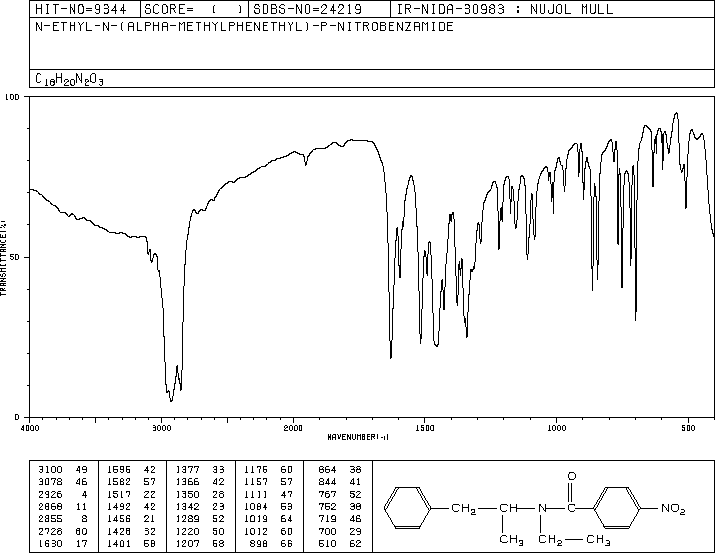 HIT-NO=9344 SCORE= ( ) SDBS-NO=24219 IR-NIDA-30983 : NUJOL MULL
N-ETHYL-N-(ALPHA-METHYLPHENETHYL)-P-NITROBENZAMIDE
C18H20N2O3
100
50
0
TRANSMITTANCE(%)
4000 3000 2000 1500 1000 500
WAVENUMBER(-1)
3100 49 1596 42 1377 33 1176 60 864 38
3078 46 1582 57 1366 42 1157 57 844 41
2926 4 1517 22 1350 28 1111 47 767 52
2868 11 1492 42 1342 23 1084 53 752 38
2855 8 1456 21 1289 52 1019 64 719 46
2728 60 1428 32 1220 50 1012 60 700 29
1630 17 1401 58 1207 58 898 66 510 62
O
CH2 CH N C NO2
CH3 CH2 CH3